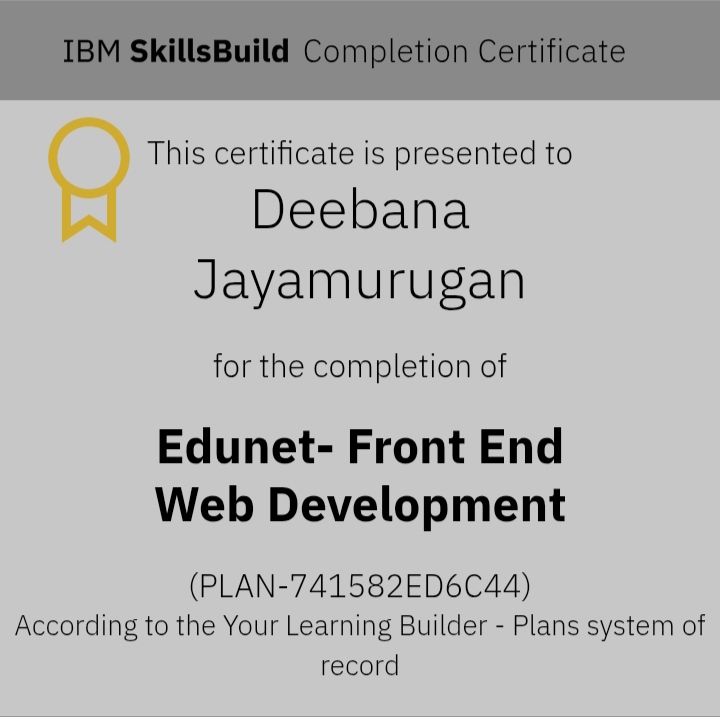 IBM SkillsBuild Completion Certificate
This certificate is presented to
Deebana
Jayamurugan
for the completion of
Edunet- Front End
Web Development
(PLAN-741582ED6C44)
According to the Your Learning Builder - Plans system of
record